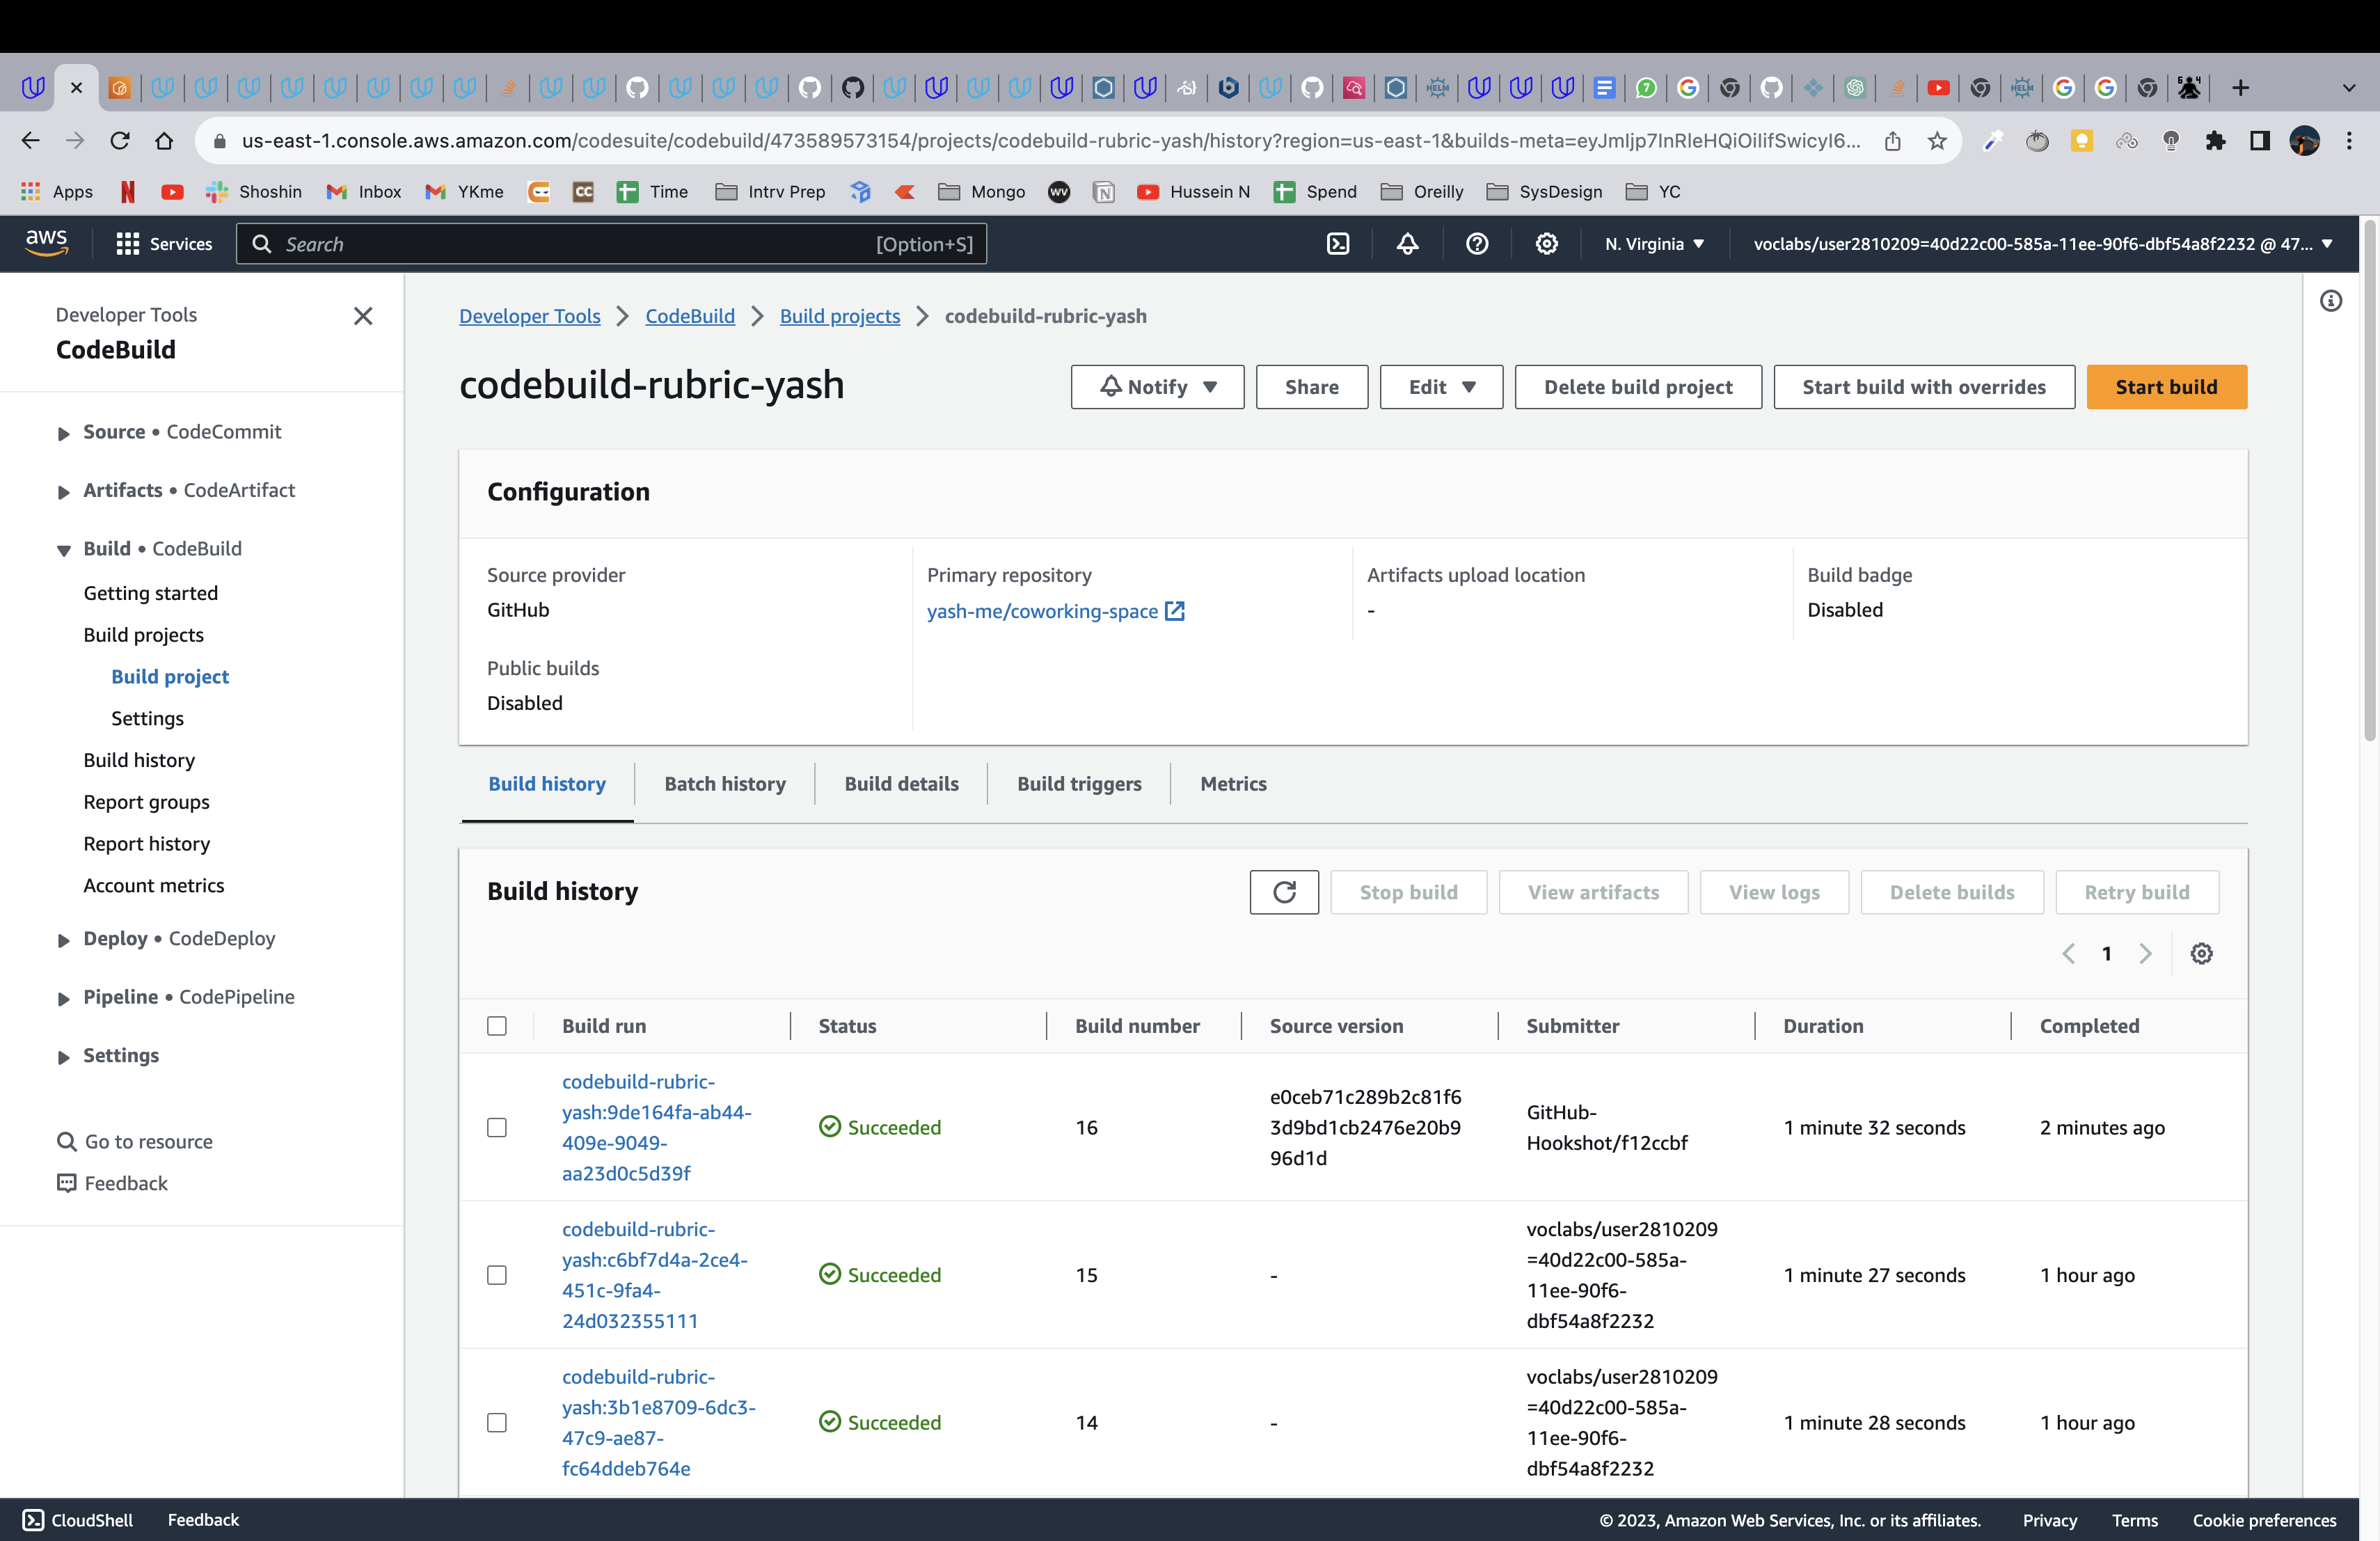 us-east-1.console.aws.amazon.com/codesuite/codebuild/473589573154/projects/codebuild-rubric-yash/history?region=us-east-1&builds-meta=eyJmIjp7InRleHQiOiIifSwicyI6...
Apps
Shoshin
Inbox
YKme
CC
Time
Intrv Prep
Mongo
WV
Hussein N
Spend
Oreilly
SysDesign
YC
aws
Services
Search
[Option+S]
N. Virginia
voclabs/user2810209=40d22c00-585a-11ee-90f6-dbf54a8f2232 @ 47...
Developer Tools
CodeBuild
Source • CodeCommit
Artifacts • CodeArtifact
Build • CodeBuild
Getting started
Build projects
Build project
Settings
Build history
Report groups
Report history
Account metrics
Deploy • CodeDeploy
Pipeline • CodePipeline
Settings
Go to resource
Feedback
Developer Tools
CodeBuild
Build projects
codebuild-rubric-yash
codebuild-rubric-yash
Notify
Share
Edit
Delete build project
Start build with overrides
Start build
Configuration
Source provider
GitHub
Primary repository
yash-me/coworking-space
Artifacts upload location
-
Build badge
Disabled
Public builds
Disabled
Build history
Batch history
Build details
Build triggers
Metrics
Build history
Stop build
View artifacts
View logs
Delete builds
Retry build
1
Build run
Status
Build number
Source version
Submitter
Duration
Completed
codebuild-rubric-
yash:9de164fa-ab44-
409e-9049-
aa23d0c5d39f
Succeeded
16
e0ceb71c289b2c81f6
3d9bd1cb2476e20b9
96d1d
GitHub-
Hookshot/f12ccbf
1 minute 32 seconds
2 minutes ago
codebuild-rubric-
yash:c6bf7d4a-2ce4-
451c-9fa4-
24d032355111
Succeeded
15
-
voclabs/user2810209
=40d22c00-585a-
11ee-90f6-
dbf54a8f2232
1 minute 27 seconds
1 hour ago
codebuild-rubric-
yash:3b1e8709-6dc3-
47c9-ae87-
fc64ddeb764e
Succeeded
14
-
voclabs/user2810209
=40d22c00-585a-
11ee-90f6-
dbf54a8f2232
1 minute 28 seconds
1 hour ago
CloudShell
Feedback
© 2023, Amazon Web Services, Inc. or its affiliates.
Privacy
Terms
Cookie preferences